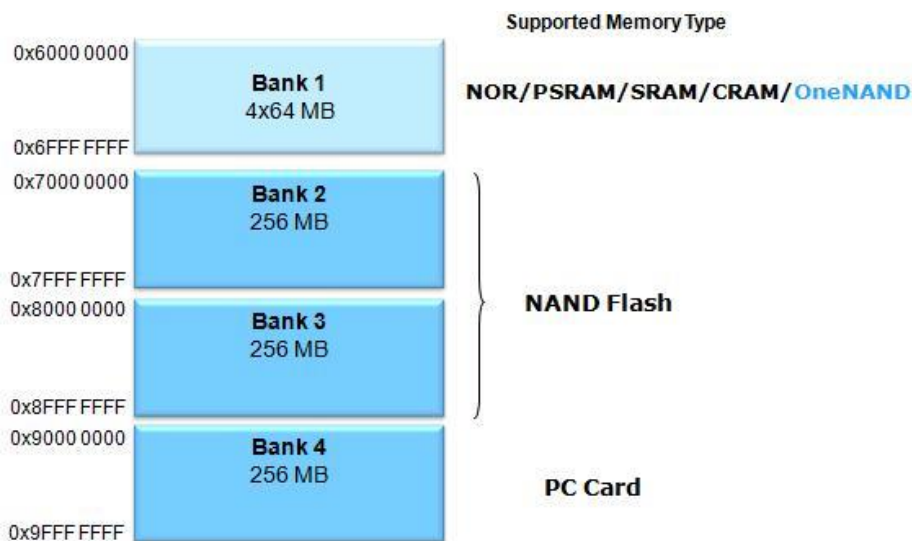 Supported Memory Type
0x6000 0000
Bank 1
4x64 MB
NOR/PSRAM/SRAM/CRAM/OneNAND
0x6FFF FFFF
0x7000 0000
Bank 2
256 MB
0x7FFF FFFF
0x8000 0000
NAND Flash
Bank 3
256 MB
0x8FFF FFFF
0x9000 0000
Bank 4
256 MB
PC Card
0x9FFF FFFF